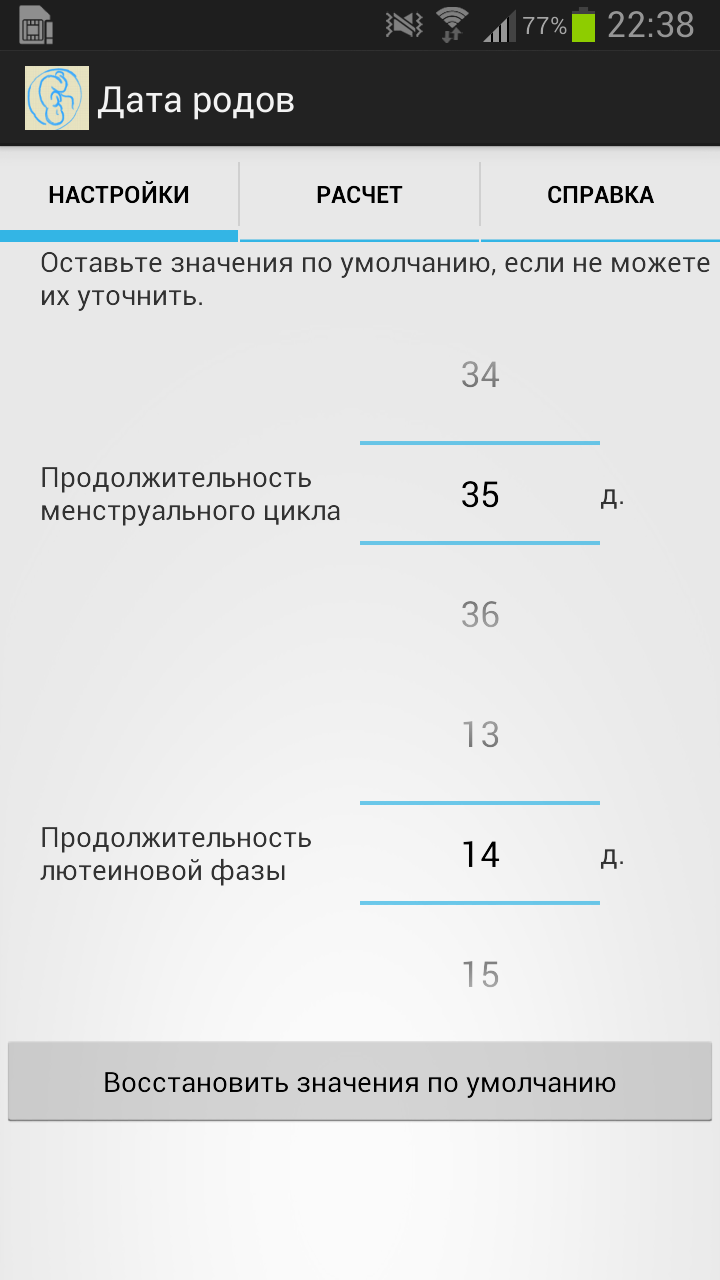 77% 22:38
Дата родов
НАСТРОЙКИ РАСЧЕТ СПРАВКА
Оставьте значения по умолчанию, если не можете
их уточнить.
34
Продолжительность
менструального цикла
35 д.
36
13
Продолжительность
лютеиновой фазы
14 д.
15
Восстановить значения по умолчанию